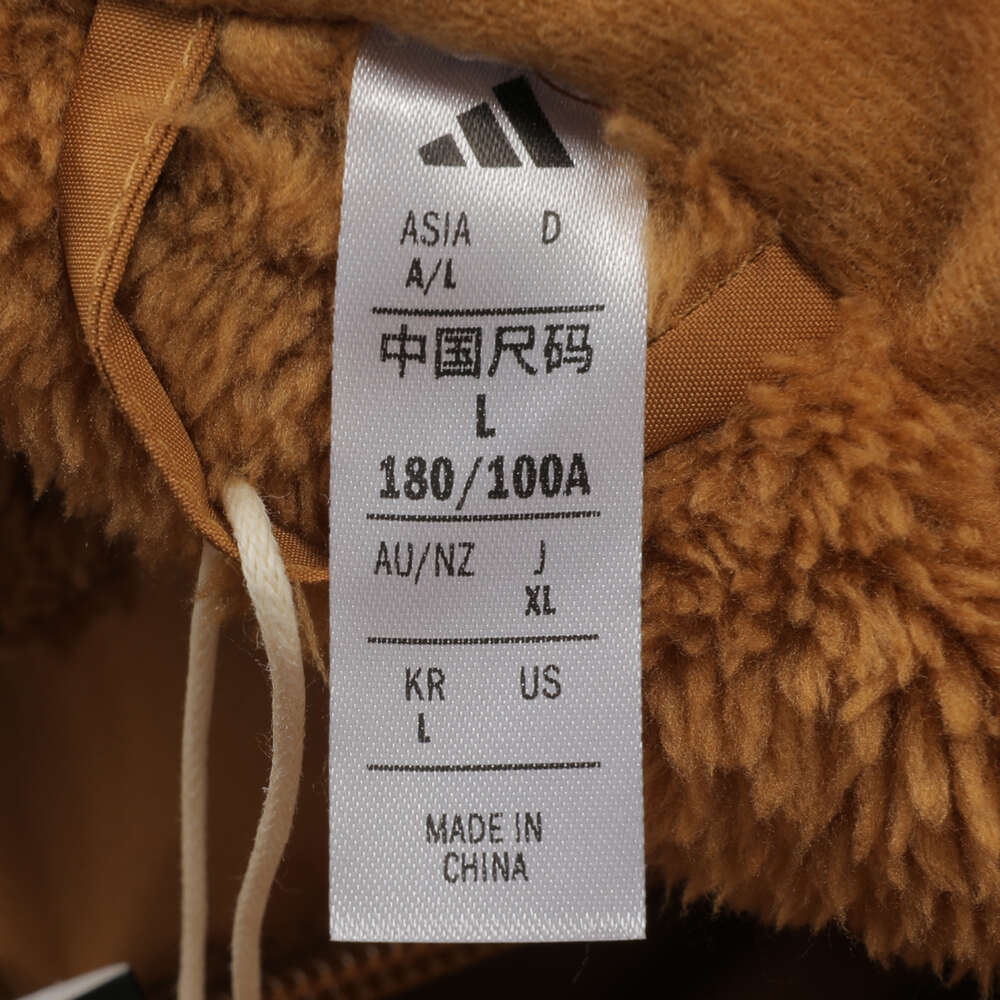 ASIA D
A/L
中国尺码
L
180/100A
AU/NZ J
XL
KR US
L
MADE IN
CHINA